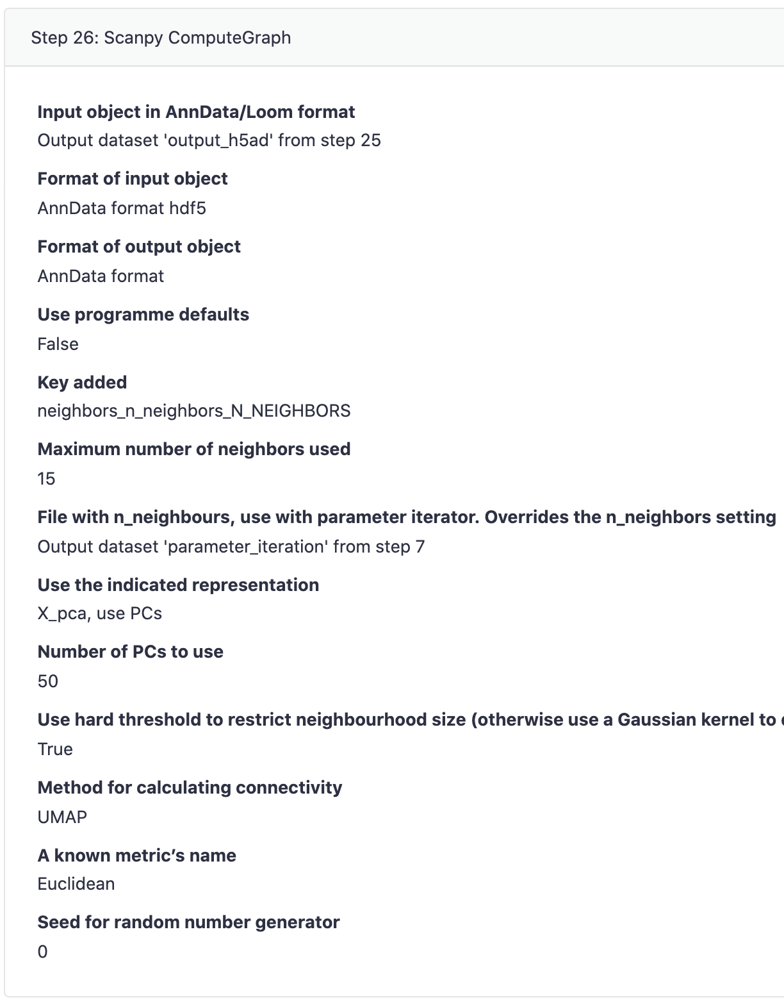 Step 26: Scanpy ComputeGraph
Input object in AnnData/Loom format
Output dataset 'output_h5ad' from step 25
Format of input object
AnnData format hdf5
Format of output object
AnnData format
Use programme defaults
False
Key added
neighbors_n_neighbors_N_NEIGHBORS
Maximum number of neighbors used
15
File with n_neighbours, use with parameter iterator. Overrides the n_neighbors setting
Output dataset 'parameter_iteration' from step 7
Use the indicated representation
X_pca, use PCs
Number of PCs to use
50
Use hard threshold to restrict neighbourhood size (otherwise use a Gaussian kernel to
True
Method for calculating connectivity
UMAP
A known metric’s name
Euclidean
Seed for random number generator
0